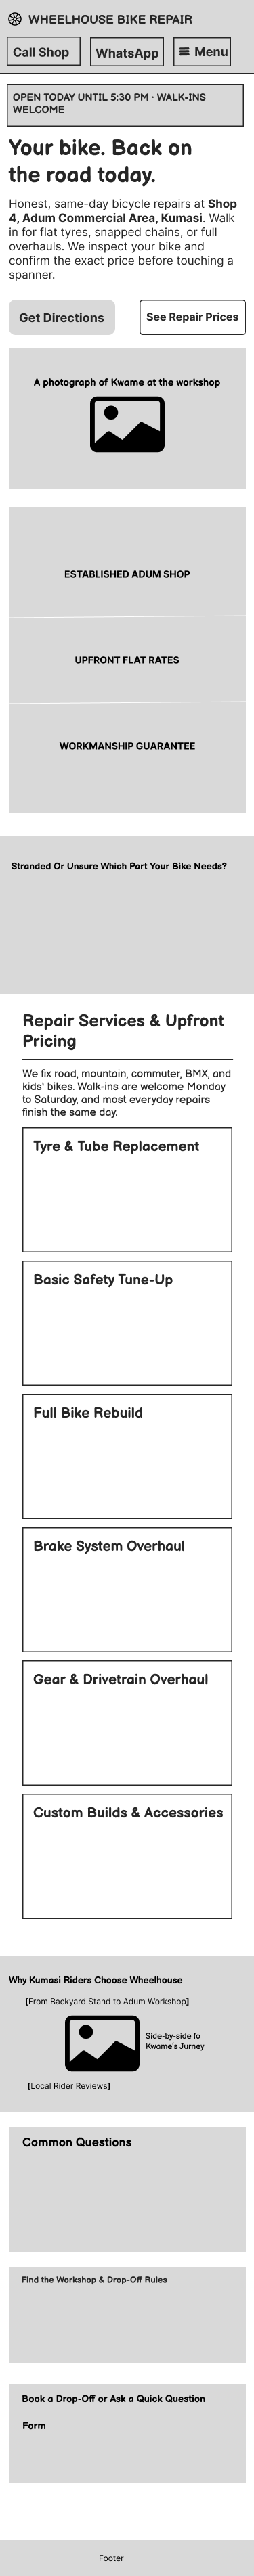 WHEELHOUSE BIKE REPAIR
Call Shop
WhatsApp
Menu
OPEN TODAY UNTIL 5:30 PM · WALK-INS
WELCOME
Your bike. Back on
the road today.
Honest, same-day bicycle repairs at Shop
4, Adum Commercial Area, Kumasi. Walk
in for flat tyres, snapped chains, or full
overhauls. We inspect your bike and
confirm the exact price before touching a
spanner.
Get Directions
See Repair Prices
A photograph of Kwame at the workshop
ESTABLISHED ADUM SHOP
UPFRONT FLAT RATES
WORKMANSHIP GUARANTEE
Stranded Or Unsure Which Part Your Bike Needs?
Repair Services & Upfront
Pricing
We fix road, mountain, commuter, BMX, and
kids' bikes. Walk-ins are welcome Monday
to Saturday, and most everyday repairs
finish the same day.
Tyre & Tube Replacement
Basic Safety Tune-Up
Full Bike Rebuild
Brake System Overhaul
Gear & Drivetrain Overhaul
Custom Builds & Accessories
Why Kumasi Riders Choose Wheelhouse
[From Backyard Stand to Adum Workshop]
Side-by-side fo
Kwame's Jurney
[Local Rider Reviews]
Common Questions
Find the Workshop & Drop-Off Rules
Book a Drop-Off or Ask a Quick Question
Form
Footer